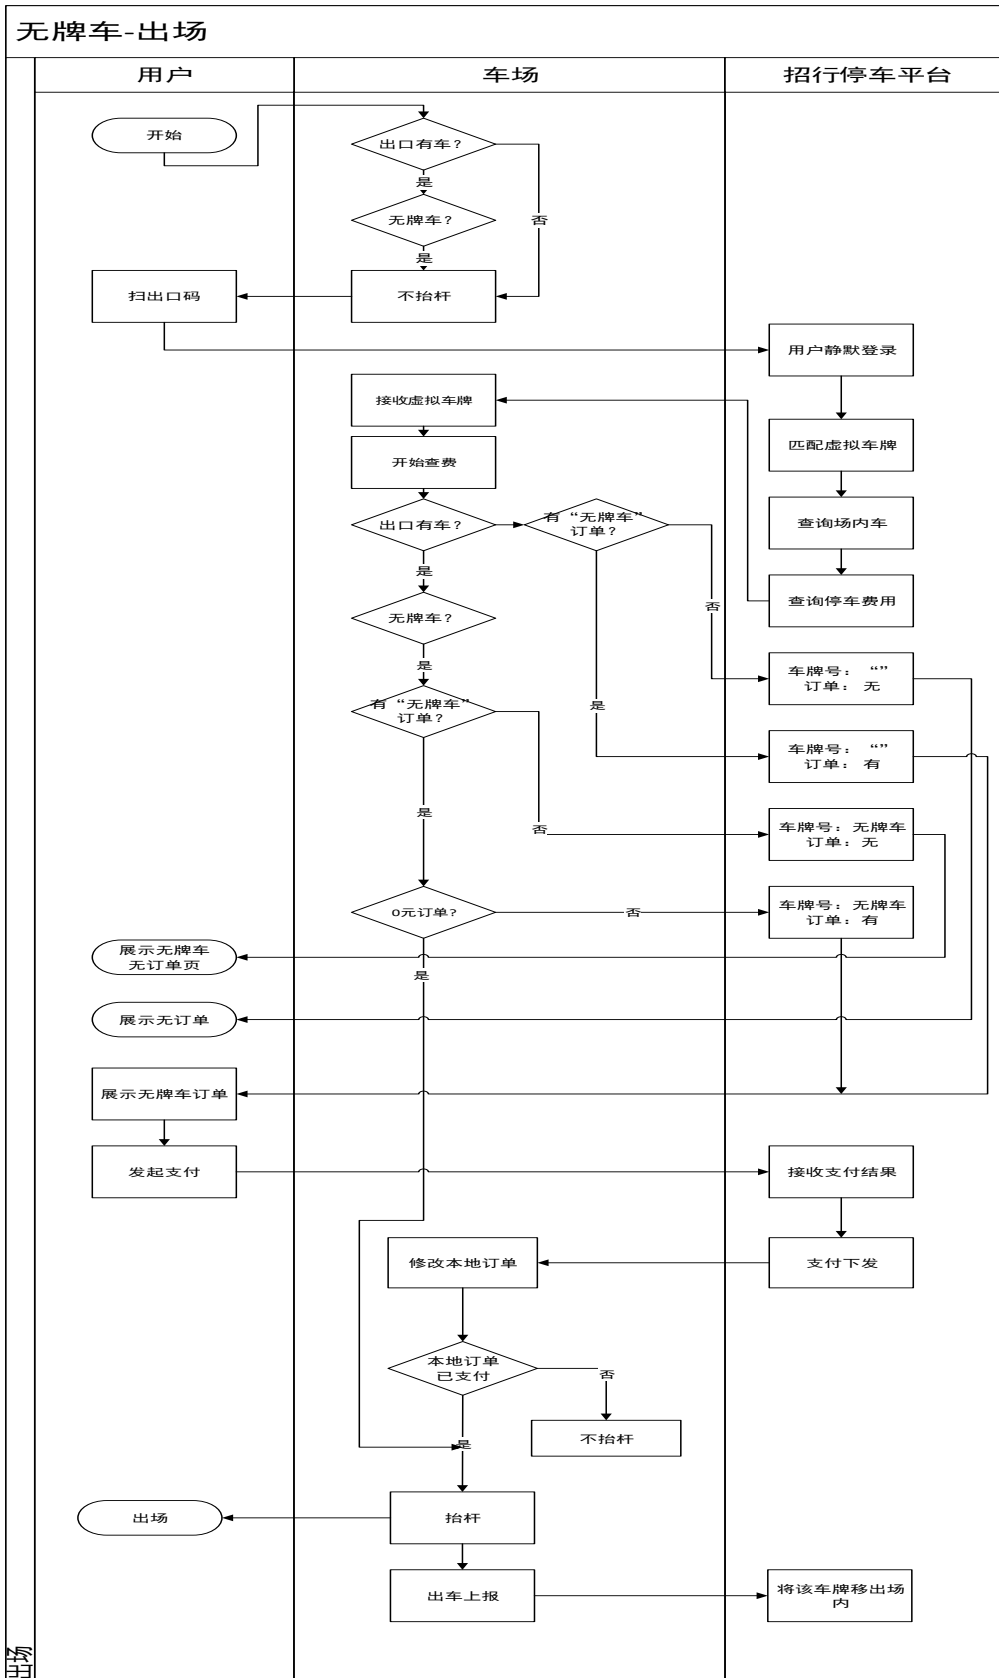 无牌车-出场
用户
车场
招行停车平台
开始
出口有车？
是
否
无牌车？
是
扫出口码
不抬杆
用户静默登录
接收虚拟车牌
匹配虚拟车牌
开始查费
出口有车？
有“无牌车”
订单？
查询场内车
是
查询停车费用
否
无牌车？
是
车牌号：“”
订单：无
有“无牌车”
订单？
是
车牌号：“”
订单：有
是
否
车牌号：无牌车
订单：无
0元订单？
否
车牌号：无牌车
订单：有
展示无牌车
无订单页
是
展示无订单
展示无牌车订单
发起支付
接收支付结果
修改本地订单
支付下发
本地订单
已支付
否
不抬杆
是
出场
抬杆
出车上报
将该车牌移出场
内
出场